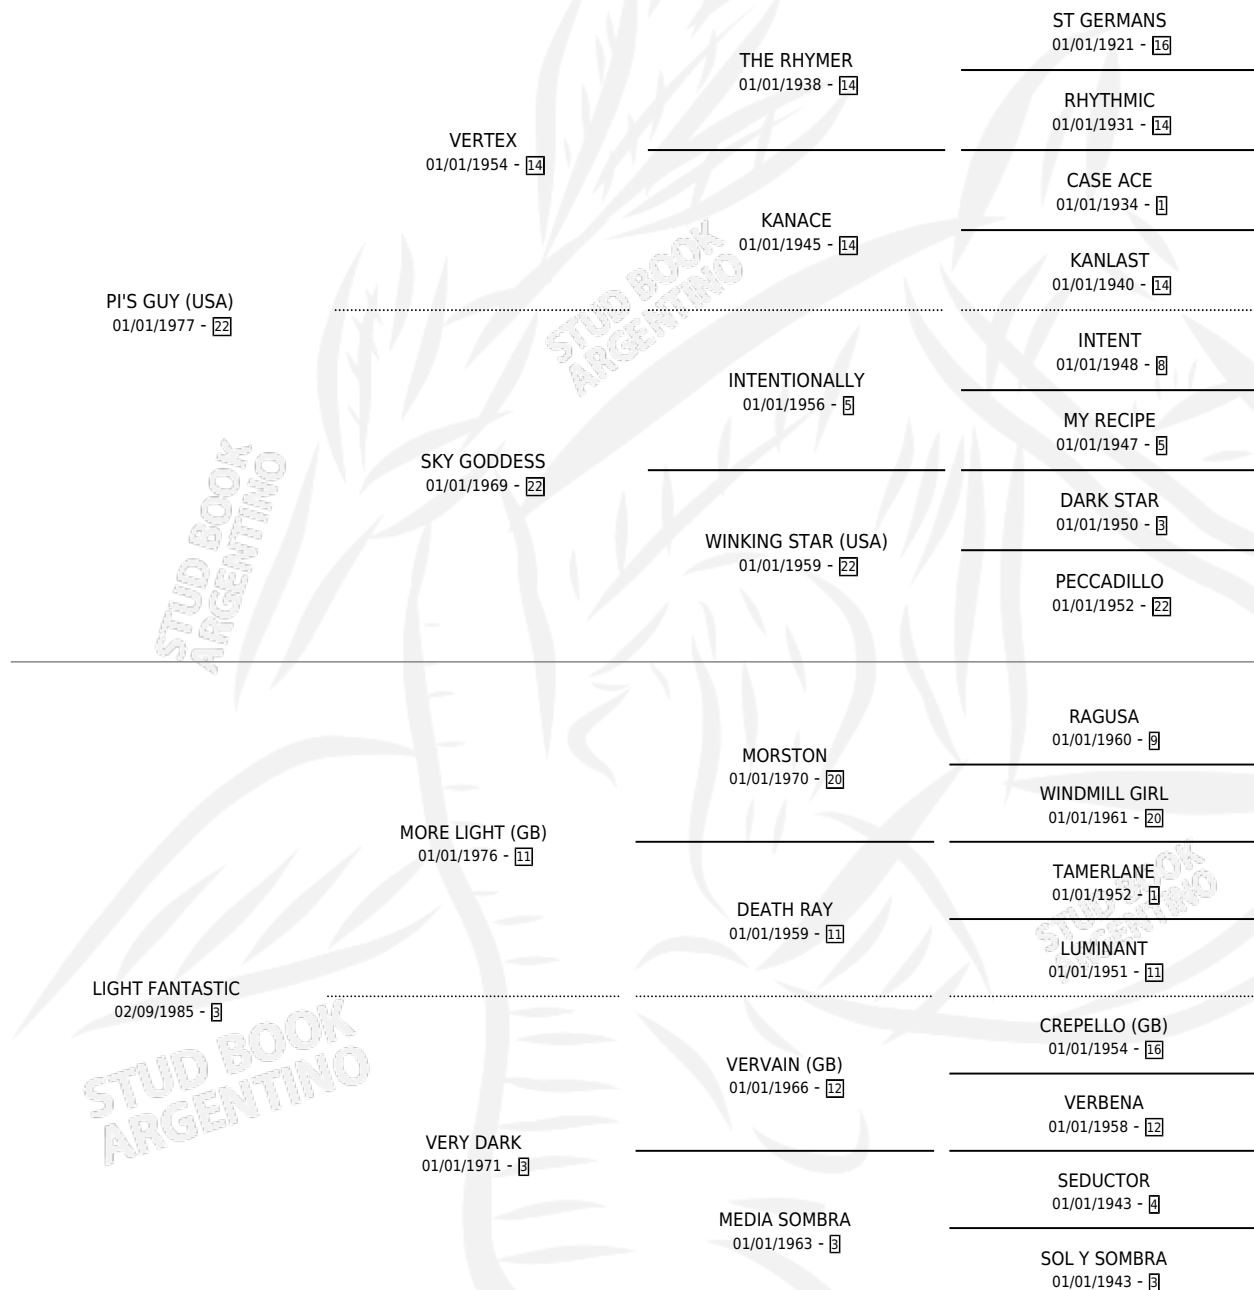 ST GERMANS
01/01/1921 - 16
THE RHYMER
01/01/1938 - 14
RHYTHMIC
01/01/1931 - 14
VERTEX
01/01/1954 - 14
CASE ACE
01/01/1934 - 1
KANACE
01/01/1945 - 14
KANLAST
01/01/1940 - 14
PI'S GUY (USA)
01/01/1977 - 22
INTENT
01/01/1948 - 8
INTENTIONALLY
01/01/1956 - 5
MY RECIPE
01/01/1947 - 5
SKY GODDESS
01/01/1969 - 22
DARK STAR
01/01/1950 - 3
WINKING STAR (USA)
01/01/1959 - 22
PECCADILLO
01/01/1952 - 22
STUD BOOK
ARGENTINO
STUD BOOK
ARGENTINO
RAGUSA
01/01/1960 - 9
MORSTON
01/01/1970 - 20
WINDMILL GIRL
01/01/1961 - 20
MORE LIGHT (GB)
01/01/1976 - 11
TAMERLANE
01/01/1952 - 1
DEATH RAY
01/01/1959 - 11
LUMINANT
01/01/1951 - 11
LIGHT FANTASTIC
02/09/1985 - 3
CREPELLO (GB)
01/01/1954 - 16
VERVAIN (GB)
01/01/1966 - 12
VERBENA
01/01/1958 - 12
VERY DARK
01/01/1971 - 3
SEDUCTOR
01/01/1943 - 4
MEDIA SOMBRA
01/01/1963 - 3
SOL Y SOMBRA
01/01/1943 - 3
STUD BOOK
ARGENTINO
STUD BOOK
ARGENTINO